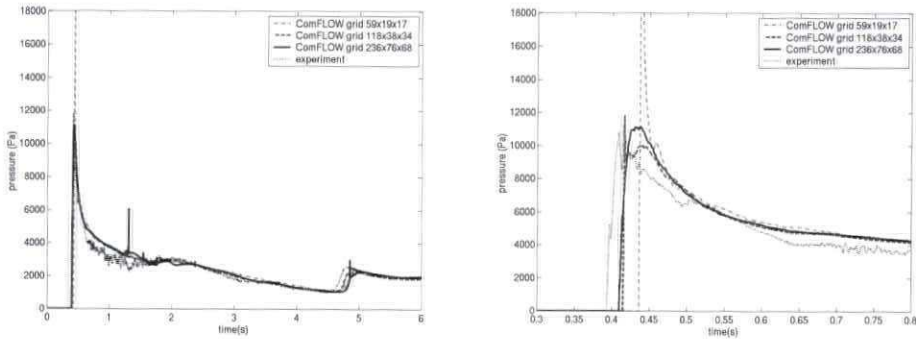 18000
16000
14000
12000
10000
8000
6000
4000
2000
0
pressure (Pa)
0 1 2 3 4 5 6
time(s)
ComFLOW grid 59x19x17
ComFLOW grid 118x38x34
ComFLOW grid 236x76x68
experiment
18000
16000
14000
12000
10000
8000
6000
4000
2000
0
pressure (Pa)
0.3 0.35 0.4 0.45 0.5 0.55 0.6 0.65 0.7 0.75 0.8
time(s)
ComFLOW grid 59x19x17
ComFLOW grid 118x38x34
ComFLOW grid 236x76x68
experiment